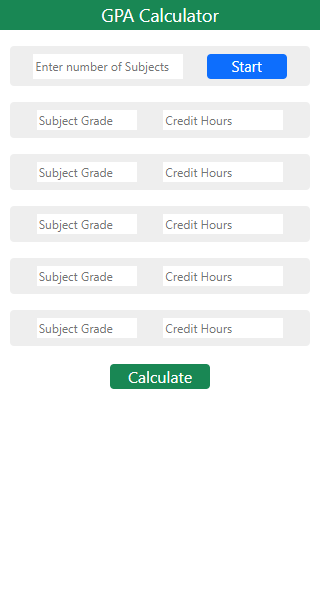 GPA Calculator
Enter number of Subjects Start
Subject Grade Credit Hours
Subject Grade Credit Hours
Subject Grade Credit Hours
Subject Grade Credit Hours
Subject Grade Credit Hours
Calculate